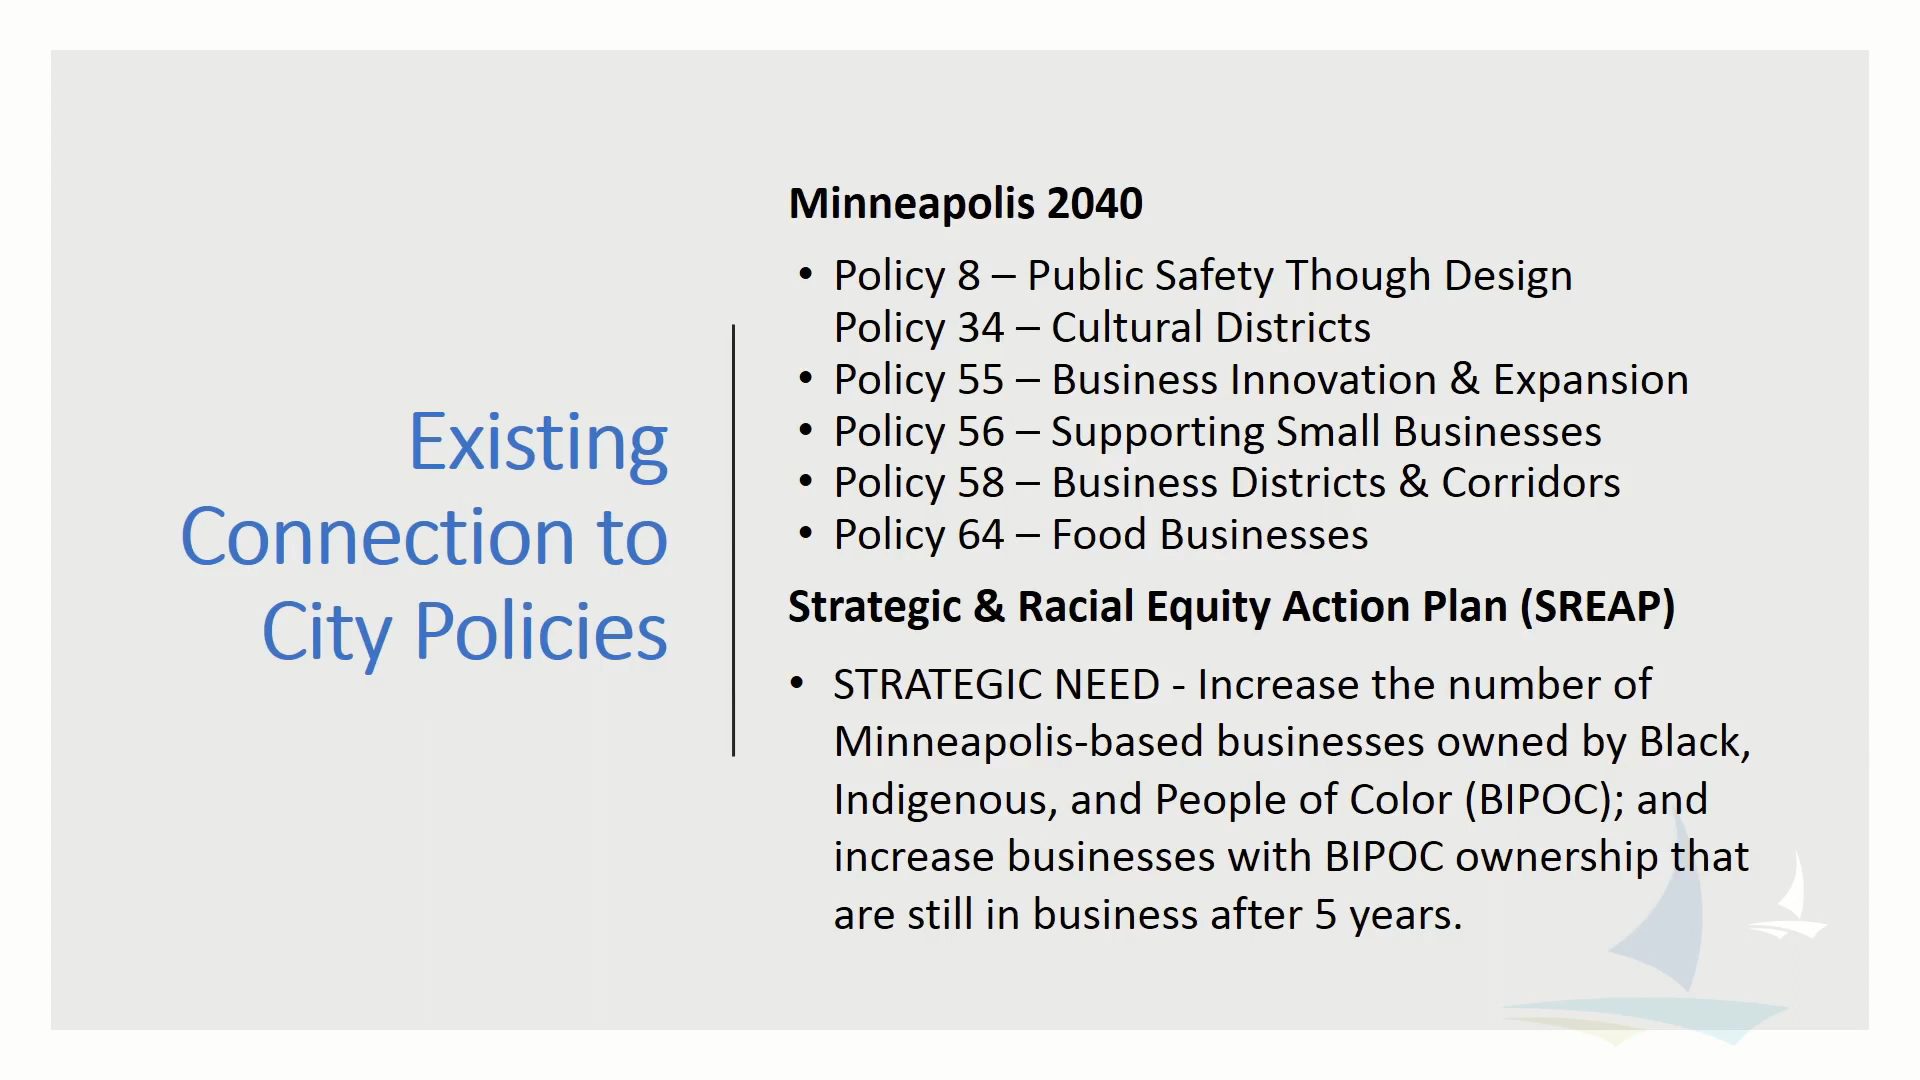 Existing
Connection to
City Policies
Minneapolis 2040
• Policy 8 – Public Safety Though Design
Policy 34 – Cultural Districts
• Policy 55 – Business Innovation & Expansion
• Policy 56 – Supporting Small Businesses
• Policy 58 – Business Districts & Corridors
• Policy 64 – Food Businesses
Strategic & Racial Equity Action Plan (SREAP)
• STRATEGIC NEED - Increase the number of
Minneapolis-based businesses owned by Black,
Indigenous, and People of Color (BIPOC); and
increase businesses with BIPOC ownership that
are still in business after 5 years.